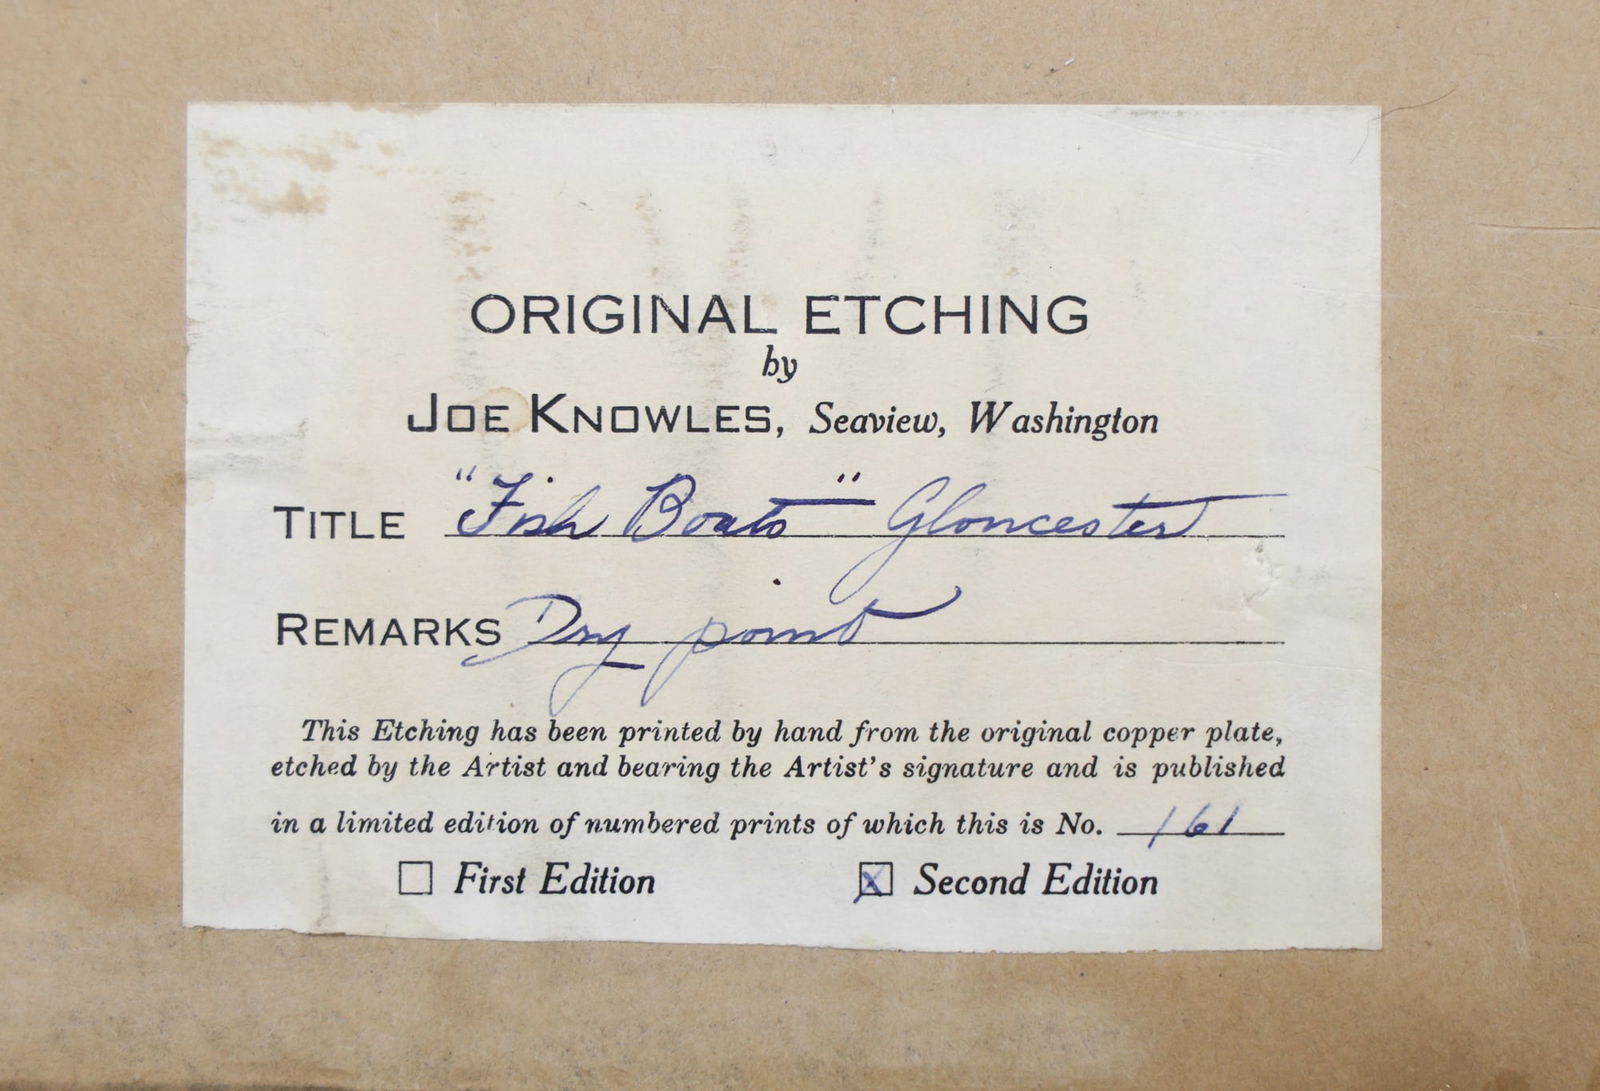 ORIGINAL ETCHING
by
JOE KNOWLES, Seaview, Washington
TITLE "Fish Boats" Gloucester
REMARKS Dry point
This Etching has been printed by hand from the original copper plate,
etched by the Artist and bearing the Artist's signature and is published
in a limited edition of numbered prints of which this is No. 161
☐ First Edition ☒ Second Edition